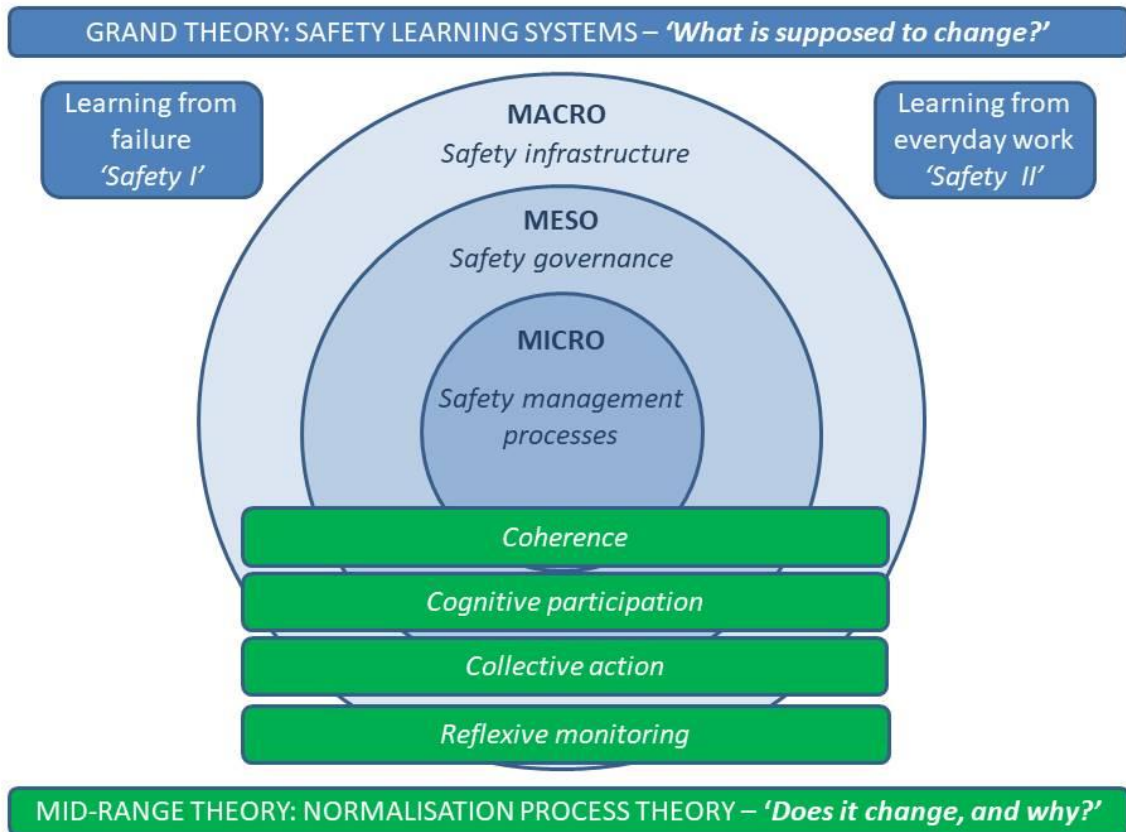 GRAND THEORY: SAFETY LEARNING SYSTEMS – ‘What is supposed to change?’
Learning from
failure
‘Safety I’
Learning from
everyday work
‘Safety II’
MACRO
Safety infrastructure
MESO
Safety governance
MICRO
Safety management
processes
Coherence
Cognitive participation
Collective action
Reflexive monitoring
MID-RANGE THEORY: NORMALISATION PROCESS THEORY – ‘Does it change, and why?’